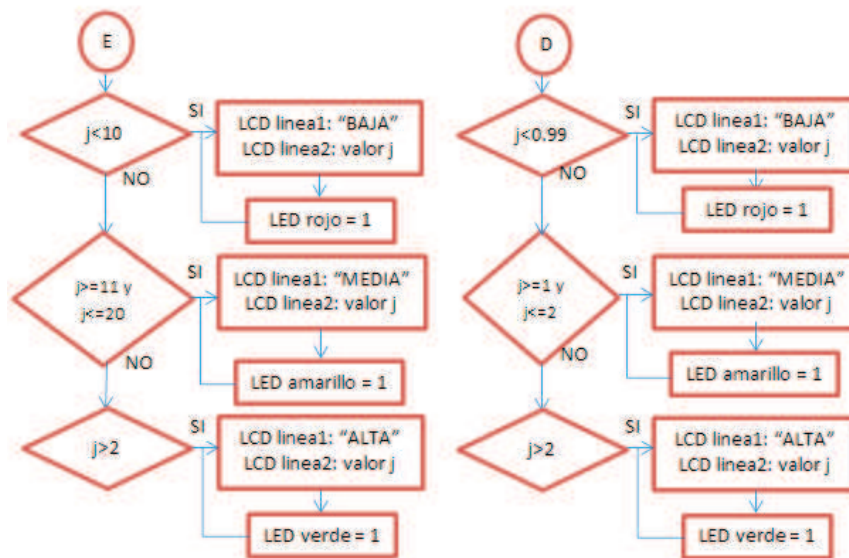 E
j<10
SI
LCD linea1: "BAJA"
LCD linea2: valor j
NO
LED rojo = 1
j>=11 y
j<=20
SI
LCD linea1: "MEDIA"
LCD linea2: valor j
NO
LED amarillo = 1
j>2
SI
LCD linea1: "ALTA"
LCD linea2: valor j
LED verde = 1
D
j<0.99
SI
LCD linea1: "BAJA"
LCD linea2: valor j
NO
LED rojo = 1
j>=1 y
j<=2
SI
LCD linea1: "MEDIA"
LCD linea2: valor j
NO
LED amarillo = 1
j>2
SI
LCD linea1: "ALTA"
LCD linea2: valor j
LED verde = 1